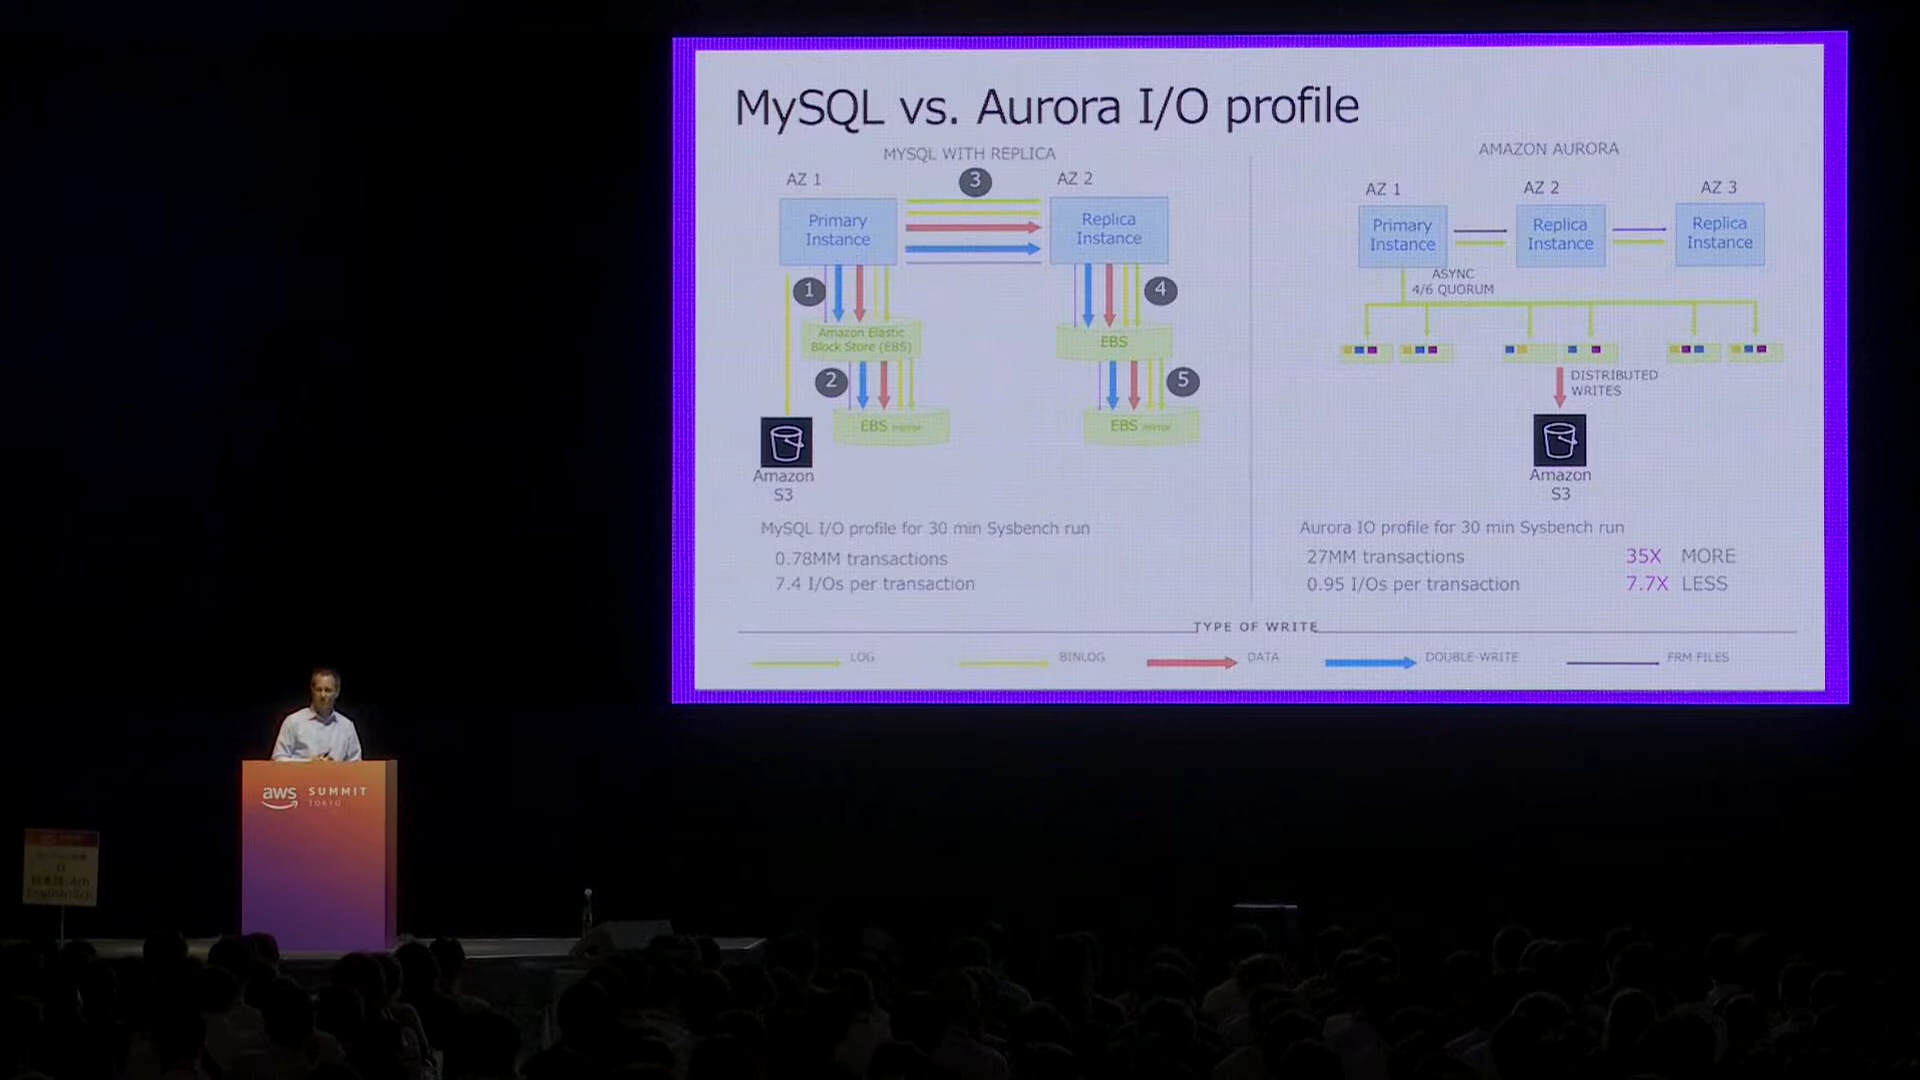 MySQL vs. Aurora I/O profile
MYSQL WITH REPLICA
AZ 1
3
AZ 2
Primary
Instance
Replica
Instance
1
4
Amazon Elastic
Block Store (EBS)
EBS
2
5
EBS mirror
EBS mirror
Amazon
S3
MySQL I/O profile for 30 min Sysbench run
0.78MM transactions
7.4 I/Os per transaction
AMAZON AURORA
AZ 1
AZ 2
AZ 3
Primary
Instance
Replica
Instance
Replica
Instance
ASYNC
4/6 QUORUM
DISTRIBUTED
WRITES
Amazon
S3
Aurora IO profile for 30 min Sysbench run
27MM transactions 35X MORE
0.95 I/Os per transaction 7.7X LESS
TYPE OF WRITE
LOG BINLOG DATA DOUBLE-WRITE FRM FILES
aws SUMMIT
TOKYO